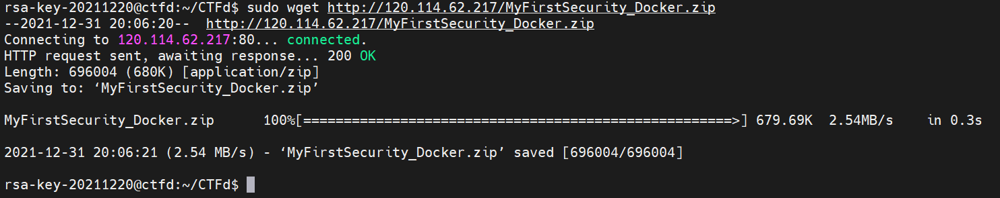 rsa-key-20211220@ctfd:~/CTFd$ sudo wget http://120.114.62.217/MyFirstSecurity_Docker.zip
--2021-12-31 20:06:20--  http://120.114.62.217/MyFirstSecurity_Docker.zip
Connecting to 120.114.62.217:80... connected.
HTTP request sent, awaiting response... 200 OK
Length: 696004 (680K) [application/zip]
Saving to: ‘MyFirstSecurity_Docker.zip’
MyFirstSecurity_Docker.zip      100%[=====================================================>] 679.69K  2.54MB/s    in 0.3s
2021-12-31 20:06:21 (2.54 MB/s) - ‘MyFirstSecurity_Docker.zip’ saved [696004/696004]
rsa-key-20211220@ctfd:~/CTFd$